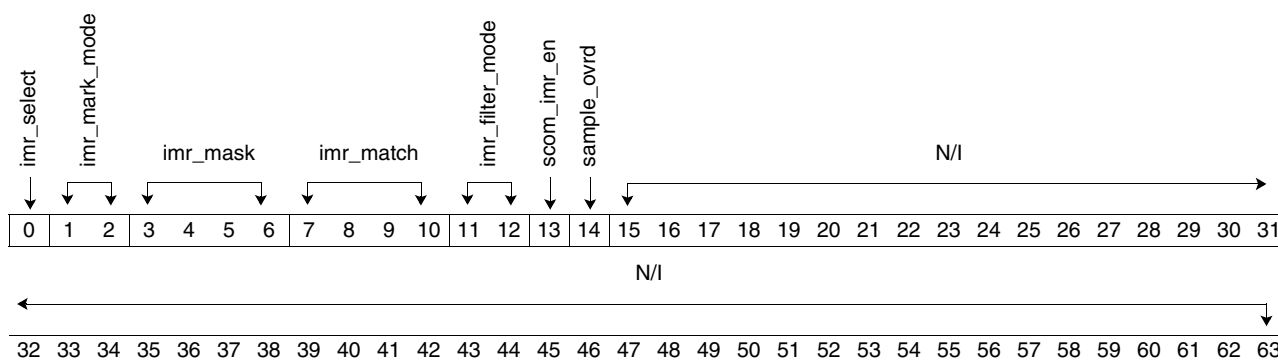 imr_select
imr_mark_mode
imr_mask
imr_match
imr_filter_mode
scom_imr_en
sample_ovrd
N/I
0 1 2 3 4 5 6 7 8 9 10 11 12 13 14 15 16 17 18 19 20 21 22 23 24 25 26 27 28 29 30 31
N/I
32 33 34 35 36 37 38 39 40 41 42 43 44 45 46 47 48 49 50 51 52 53 54 55 56 57 58 59 60 61 62 63